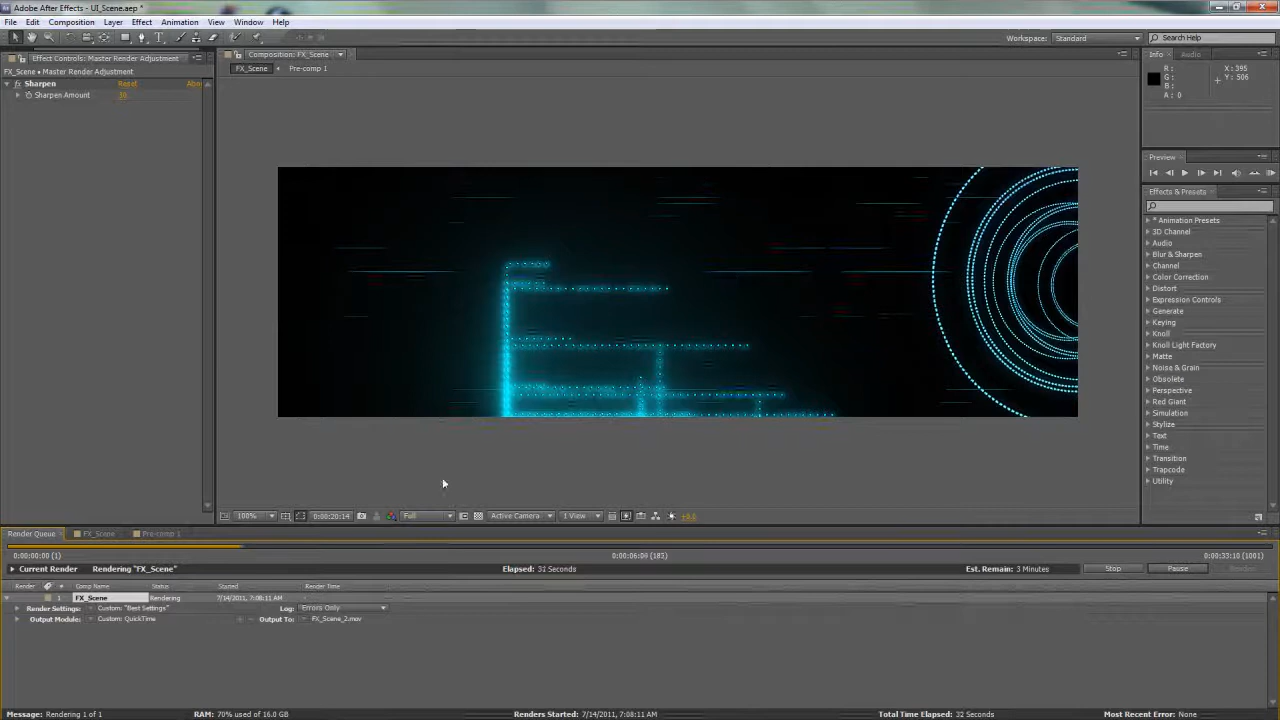 Adobe After Effects - UI_Scene.aep *
File Edit Composition Layer Effect Animation View Window Help
Workspace: Standard Search Help
Effect Controls: Master Render Adjustment
FX_Scene • Master Render Adjustment
Sharpen Reset Abou
Sharpen Amount
Composition: FX_Scene
FX_Scene Pre-comp 1
Info Audio
R: X: 395
G: Y: 506
B:
A: 0
Preview
Effects & Presets
* Animation Presets
3D Channel
Audio
Blur & Sharpen
Channel
Color Correction
Distort
Expression Controls
Generate
Keying
Knoll
Knoll Light Factory
Matte
Noise & Grain
Obsolete
Perspective
Red Giant
Simulation
Stylize
Text
Time
Transition
Trapcode
Utility
100% 0:00:20:14 Full Active Camera 1 View +0.0
Render Queue FX_Scene Pre-comp 1
0:00:00:00 (1) 0:00:06:09 (183) 0:00:33:10 (1001)
Current Render Rendering "FX_Scene" Elapsed: 31 Seconds Est. Remain: 3 Minutes Stop Pause Render
Render # Comp Name Status Started Render Time
1 FX_Scene Rendering 7/14/2011, 7:08:11 AM -
Render Settings: Custom: "Best Settings" Log: Errors Only
Output Module: Custom: QuickTime Output To: FX_Scene_2.mov
Message: Rendering 1 of 1 RAM: 70% used of 16.0 GB Renders Started: 7/14/2011, 7:08:11 AM Total Time Elapsed: 32 Seconds Most Recent Error: None